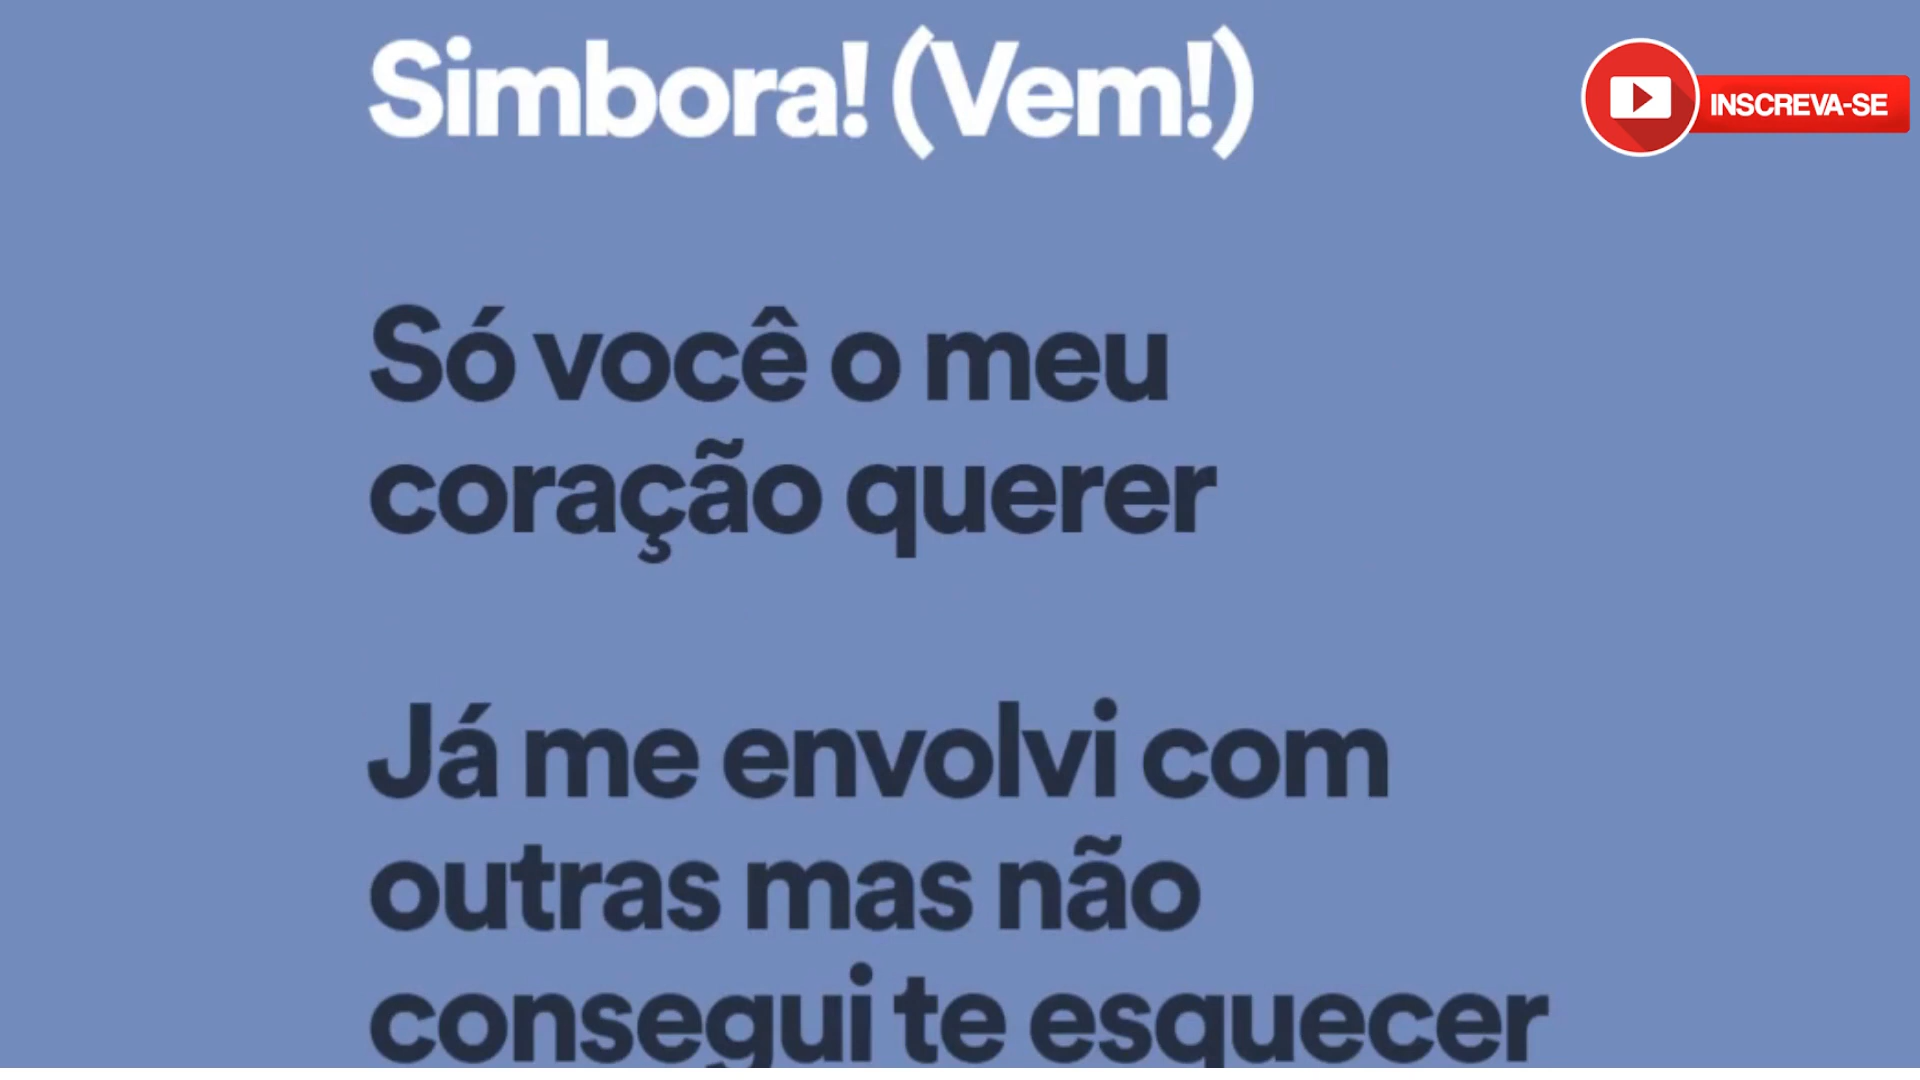 Simbora! (Vem!)
INSCREVA-SE
Só você o meu
coração querer
Já me envolvi com
outras mas não
consegui te esquecer